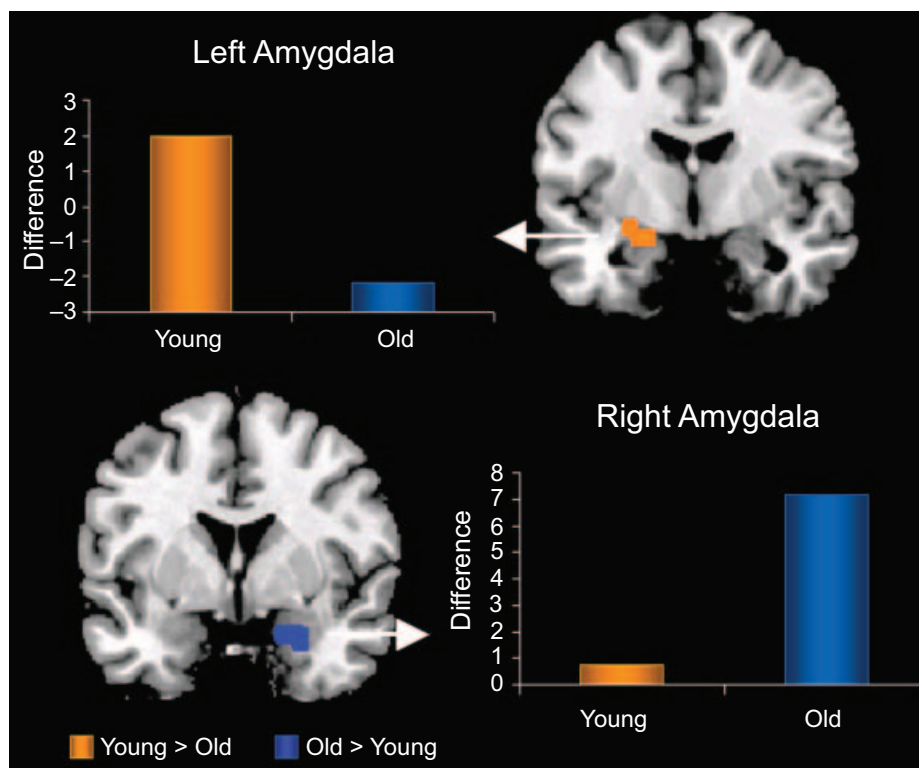 Left Amygdala
Difference
3
2
1
0
–1
–2
–3
Young
Old
Right Amygdala
Difference
8
7
6
5
4
3
2
1
0
Young
Old
Young > Old
Old > Young